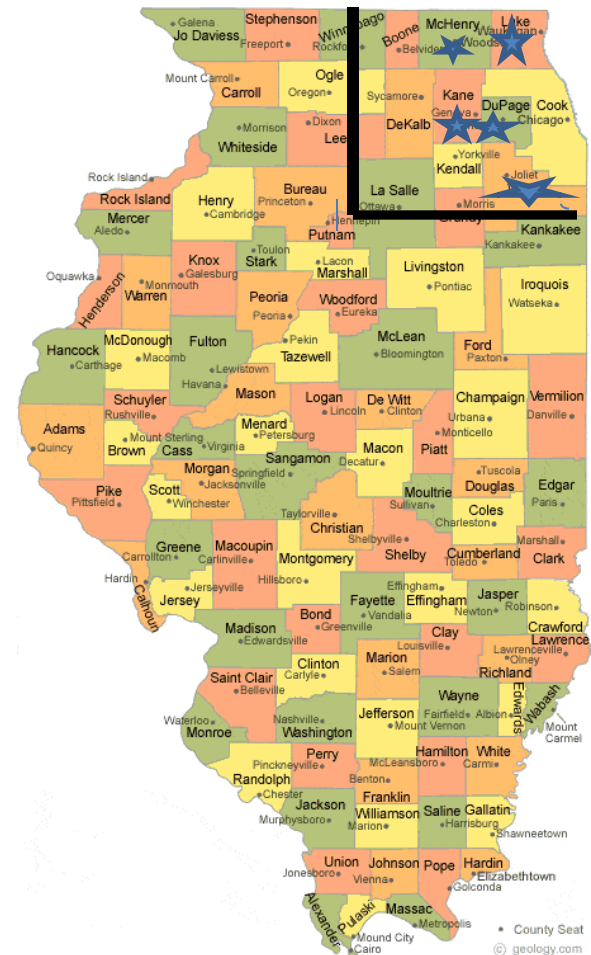 Galena
Jo Daviess
Stephenson
Freeport
Winnebago
Boone
Belvidere
McHenry
Lake
Mount Carroll
Carroll
Ogle
Oregon
Sycamore
DeKalb
Kane
DuPage
Cook
Chicago
Morrison
Whiteside
Dixon
Lee
Yorkville
Kendall
Joliet
La Salle
Ottawa
Morris
Grundy
Kankakee
Kankakee
Rock Island
Rock Island
Mercer
Aledo
Henry
Cambridge
Bureau
Princeton
Hennepin
Putnam
Toulon
Stark
Lacon
Marshall
Oquawka
Henderson
Warren
Monmouth
Knox
Galesburg
Peoria
Peoria
Woodford
Eureka
Livingston
Pontiac
Iroquois
Watseka
Hancock
Carthage
McDonough
Macomb
Fulton
Lewistown
Pekin
Tazewell
McLean
Bloomington
Ford
Paxton
Havana
Mason
Logan
Lincoln
De Witt
Clinton
Champaign
Urbana
Vermilion
Danville
Schuyler
Rushville
Adams
Quincy
Mount Sterling
Brown
Cass
Virginia
Menard
Petersburg
Macon
Decatur
Monticello
Piatt
Pike
Pittsfield
Scott
Winchester
Morgan
Jacksonville
Sangamon
Springfield
Moultrie
Sullivan
Tuscola
Douglas
Edgar
Paris
Coles
Charleston
Taylorville
Christian
Shelbyville
Shelby
Cumberland
Toledo
Marshall
Clark
Greene
Carrollton
Macoupin
Carlinville
Montgomery
Hillsboro
Hardin
Calhoun
Jerseyville
Jersey
Fayette
Vandalia
Effingham
Effingham
Jasper
Newton
Robinson
Crawford
Madison
Edwardsville
Bond
Greenville
Clay
Louisville
Lawrence
Lawrenceville
Olney
Richland
Clinton
Carlyle
Marion
Salem
Saint Clair
Belleville
Wayne
Fairfield
Albion
Edwards
Wabash
Mount
Carmel
Waterloo
Monroe
Nashville
Washington
Jefferson
Mount Vernon
Perry
Pinckneyville
Hamilton
McLeansboro
White
Carmi
Randolph
Chester
Benton
Franklin
Jackson
Murphysboro
Williamson
Marion
Saline
Harrisburg
Gallatin
Shawneetown
Union
Jonesboro
Johnson
Vienna
Pope
Golconda
Hardin
Elizabethtown
Alexander
Pulaski
Massac
Metropolis
Mound City
Cairo
County Seat
© geology.com